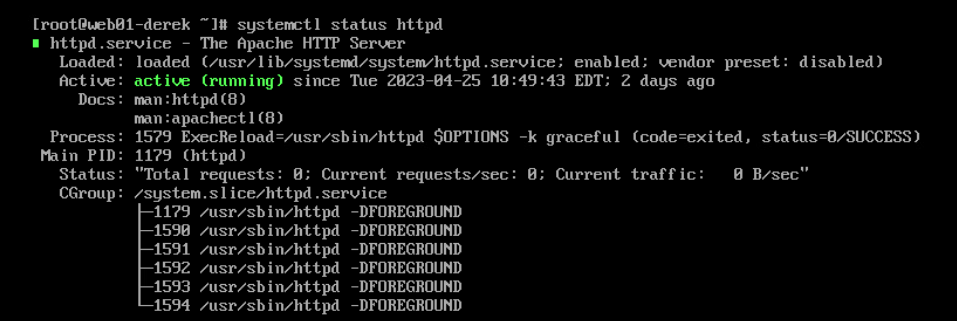 [root@web01-derek ~]# systemctl status httpd
■ httpd.service - The Apache HTTP Server
   Loaded: loaded (/usr/lib/systemd/system/httpd.service; enabled; vendor preset: disabled)
   Active: active (running) since Tue 2023-04-25 10:49:43 EDT; 2 days ago
     Docs: man:httpd(8)
           man:apachectl(8)
  Process: 1579 ExecReload=/usr/sbin/httpd $OPTIONS -k graceful (code=exited, status=0/SUCCESS)
 Main PID: 1179 (httpd)
   Status: "Total requests: 0; Current requests/sec: 0; Current traffic:   0 B/sec"
   CGroup: /system.slice/httpd.service
           ├─1179 /usr/sbin/httpd -DFOREGROUND
           ├─1590 /usr/sbin/httpd -DFOREGROUND
           ├─1591 /usr/sbin/httpd -DFOREGROUND
           ├─1592 /usr/sbin/httpd -DFOREGROUND
           ├─1593 /usr/sbin/httpd -DFOREGROUND
           └─1594 /usr/sbin/httpd -DFOREGROUND